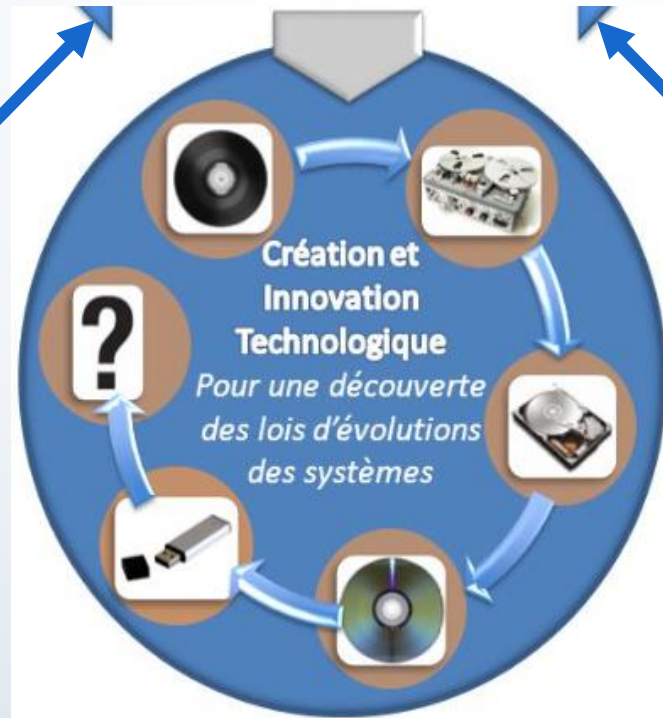 Création et
Innovation
Technologique
Pour une découverte
des lois d'évolutions
des systèmes
?